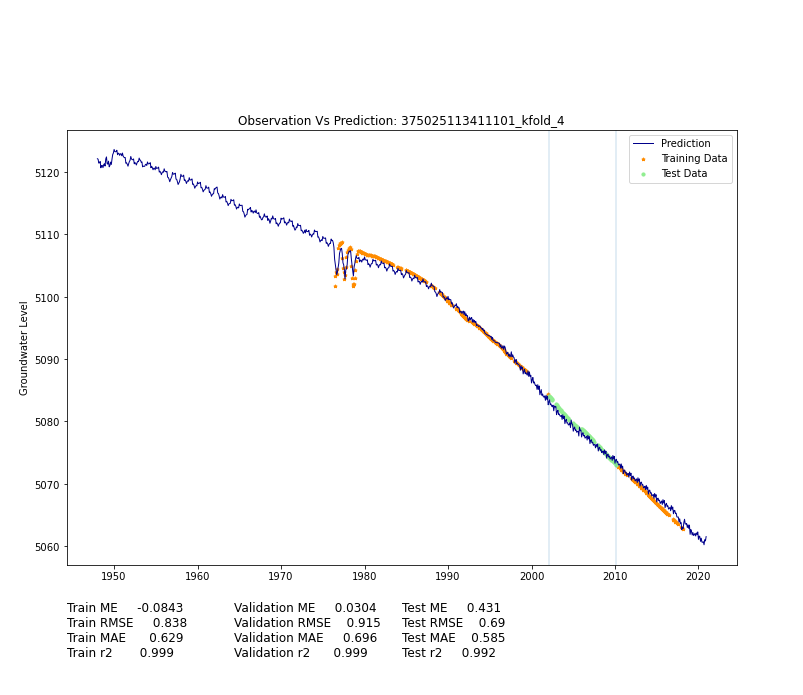 Observation Vs Prediction: 375025113411101_kfold_4
Prediction
Training Data
Test Data
Groundwater Level
5120
5110
5100
5090
5080
5070
5060
1950 1960 1970 1980 1990 2000 2010 2020
Train ME -0.0843 Validation ME 0.0304 Test ME 0.431
Train RMSE 0.838 Validation RMSE 0.915 Test RMSE 0.69
Train MAE 0.629 Validation MAE 0.696 Test MAE 0.585
Train r2 0.999 Validation r2 0.999 Test r2 0.992